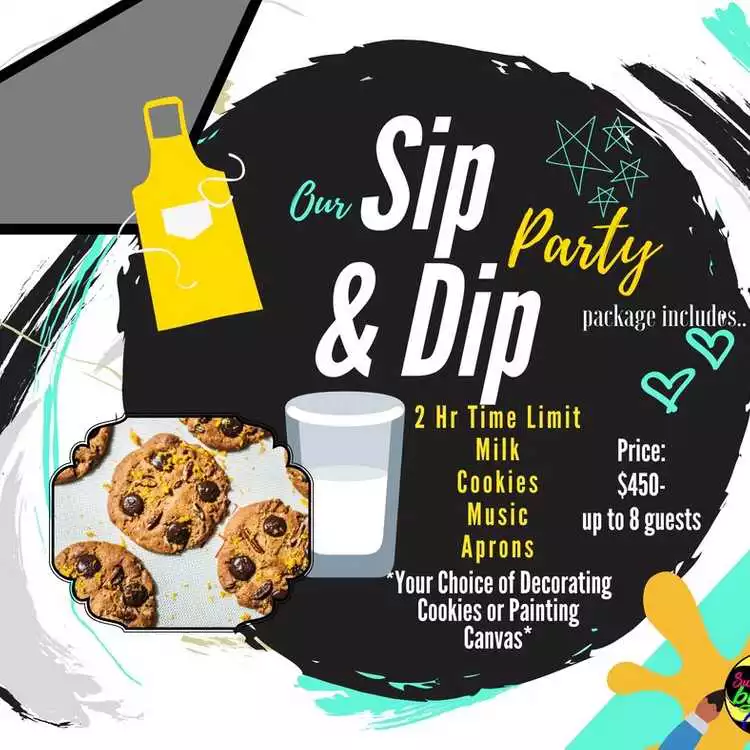 Our Sip
& Dip
Party
package includes..
2 Hr Time Limit
Milk
Cookies
Music
Aprons
*Your Choice of Decorating
Cookies or Painting
Canvas*
Price:
$450-
up to 8 guests